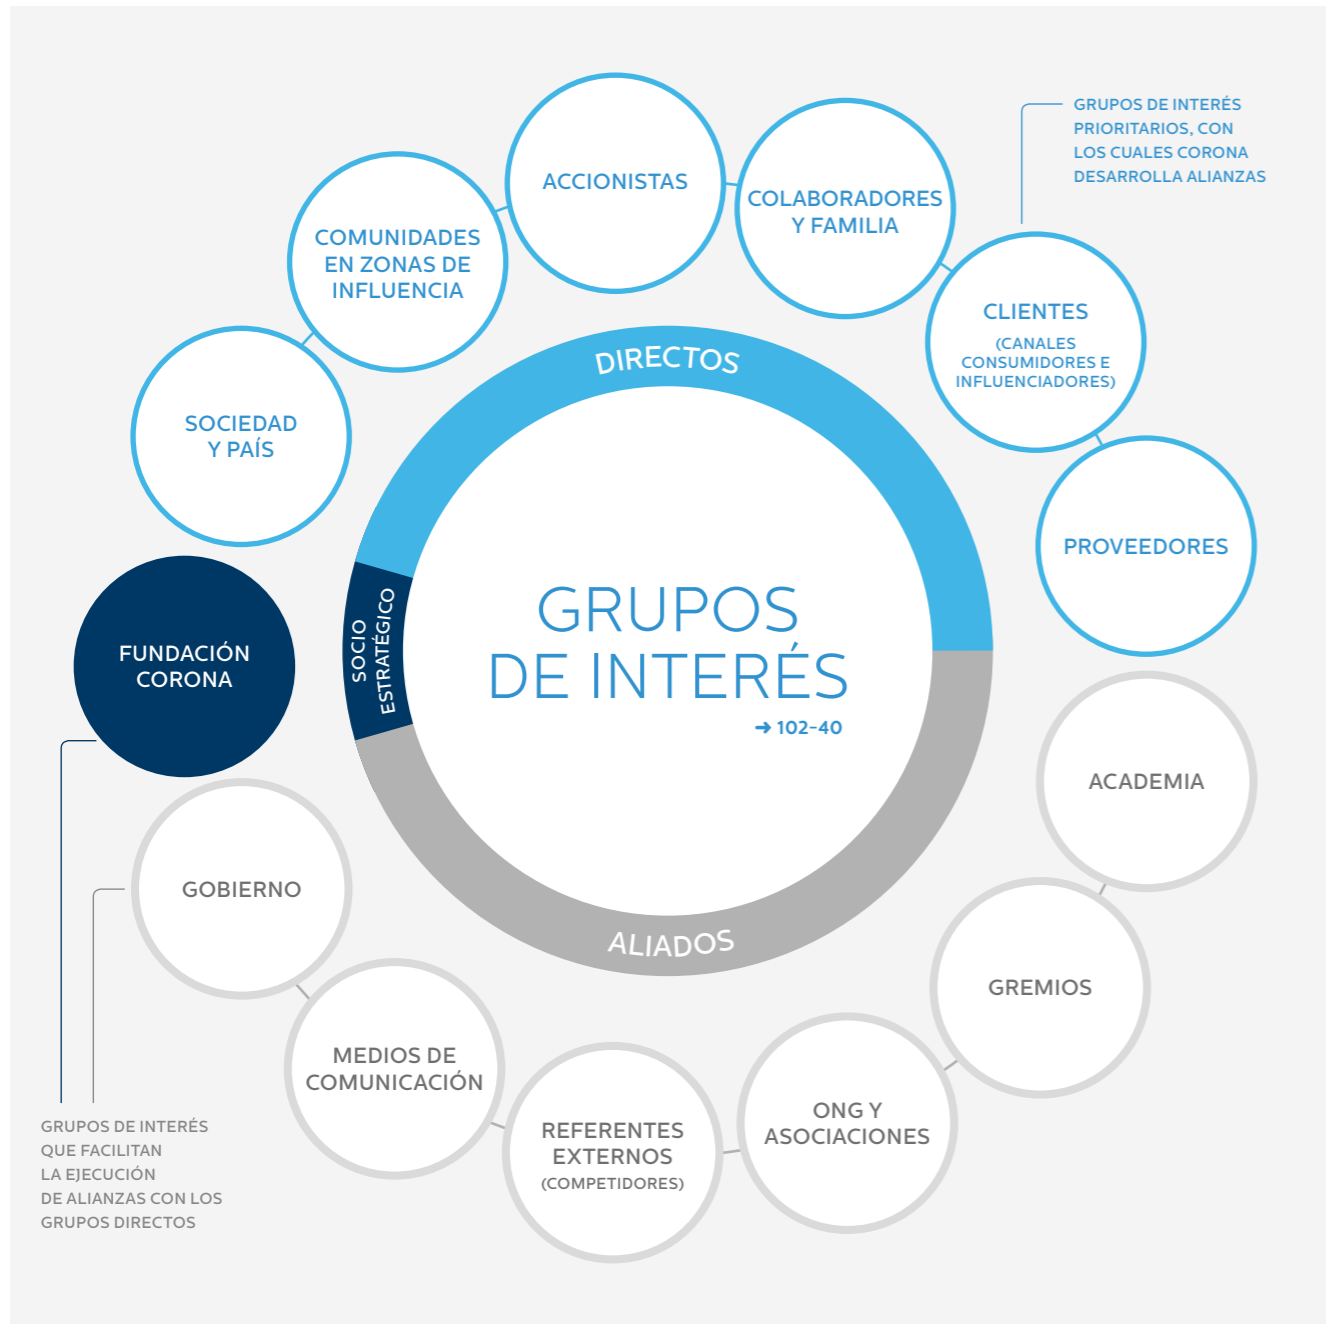 ACCIONISTAS
COLABORADORES
Y FAMILIA
GRUPOS DE INTERÉS
PRIORITARIOS, CON
LOS CUALES CORONA
DESARROLLA ALIANZAS
COMUNIDADES
EN ZONAS DE
INFLUENCIA
CLIENTES
(CANALES
CONSUMIDORES E
INFLUENCIADORES)
DIRECTOS
SOCIEDAD
Y PAÍS
PROVEEDORES
FUNDACIÓN
CORONA
SOCIO
ESTRATÉGICO
GRUPOS
DE INTERÉS
➔ 102-40
ACADEMIA
GOBIERNO
ALIADOS
GREMIOS
MEDIOS DE
COMUNICACIÓN
REFERENTES
EXTERNOS
(COMPETIDORES)
ONG Y
ASOCIACIONES
GRUPOS DE INTERÉS
QUE FACILITAN
LA EJECUCIÓN
DE ALIANZAS CON LOS
GRUPOS DIRECTOS